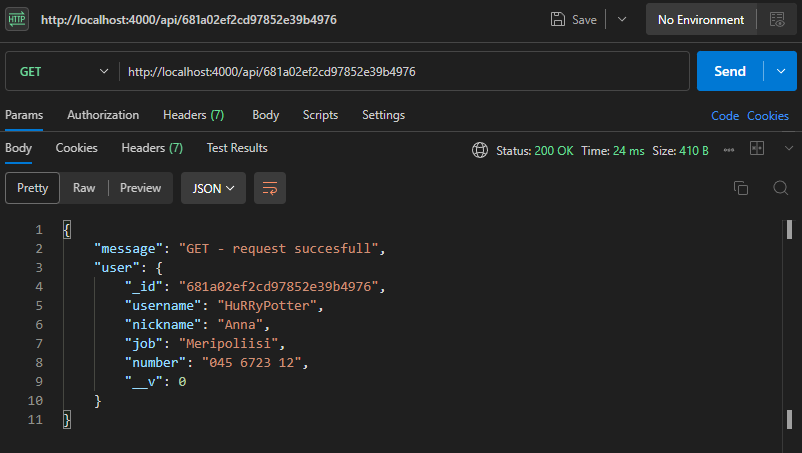 HTTP http://localhost:4000/api/681a02ef2cd97852e39b4976 Save No Environment
GET http://localhost:4000/api/681a02ef2cd97852e39b4976 Send
Params Authorization Headers (7) Body Scripts Settings Code Cookies
Body Cookies Headers (7) Test Results Status: 200 OK Time: 24 ms Size: 410 B
Pretty Raw Preview JSON
1 {
2 "message": "GET - request succesfull",
3 "user": {
4 "_id": "681a02ef2cd97852e39b4976",
5 "username": "HuRRyPotter",
6 "nickname": "Anna",
7 "job": "Meripoliisi",
8 "number": "045 6723 12",
9 "__v": 0
10 }
11 }